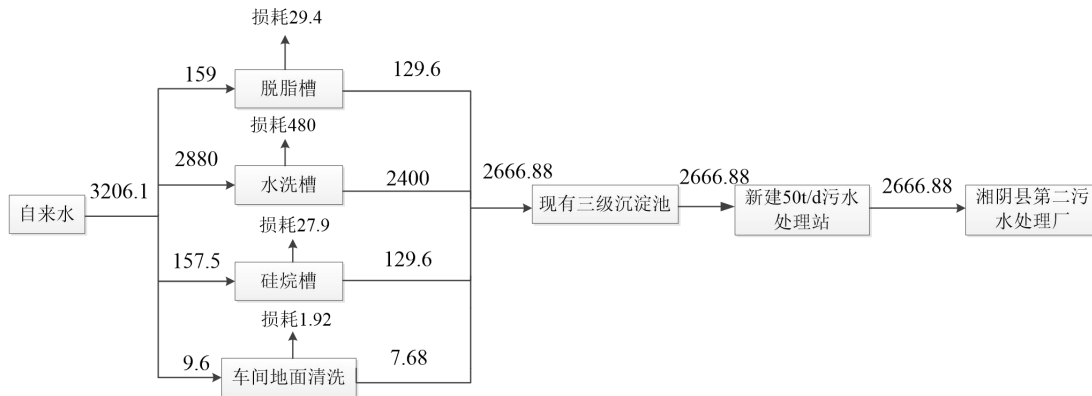 损耗29.4
159
脱脂槽
129.6
损耗480
2880
水洗槽
2400
3206.1
自来水
2666.88
现有三级沉淀池
2666.88
新建50t/d污水
处理站
2666.88
湘阴县第二污
水处理厂
损耗27.9
157.5
硅烷槽
129.6
损耗1.92
9.6
车间地面清洗
7.68